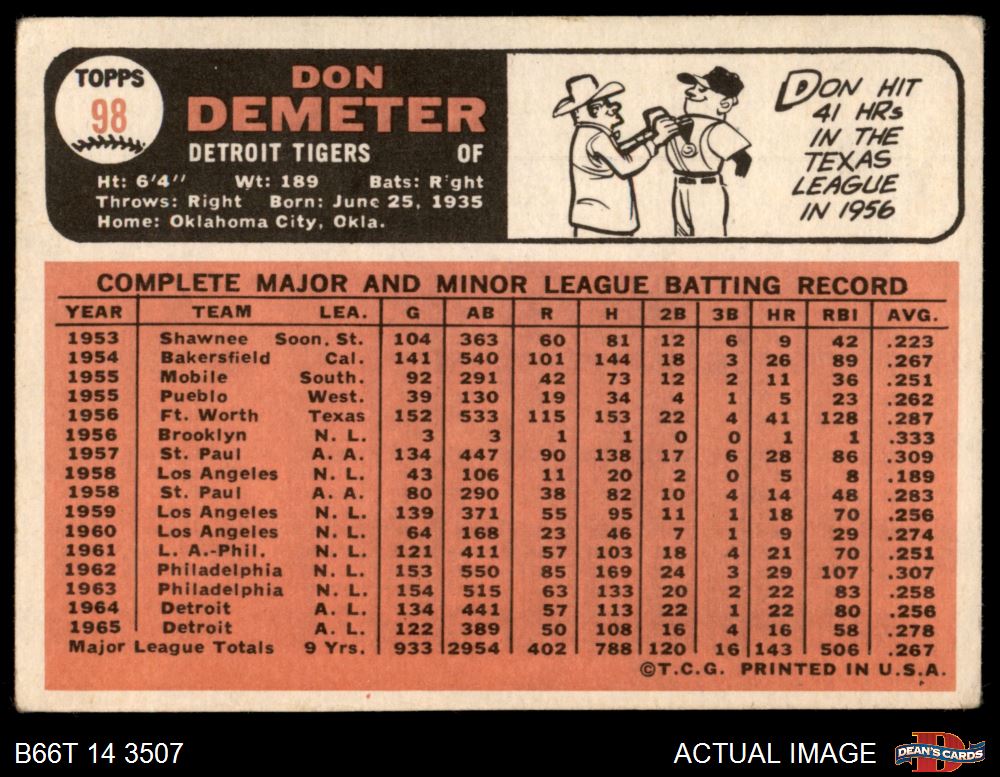 TOPPS
98
DON
DEMETER
DETROIT TIGERS OF
Ht: 6'4" Wt: 189 Bats: Right
Throws: Right Born: June 25, 1935
Home: Oklahoma City, Okla.
DON HIT
41 HRs
IN THE
TEXAS
LEAGUE
IN 1956
COMPLETE MAJOR AND MINOR LEAGUE BATTING RECORD
YEAR TEAM LEA. G AB R H 2B 3B HR RBI AVG.
1953 Shawnee Soon. St. 104 363 60 81 12 6 9 42 .223
1954 Bakersfield Cal. 141 540 101 144 18 3 26 89 .267
1955 Mobile South. 92 291 42 73 12 2 11 36 .251
1955 Pueblo West. 39 130 19 34 4 1 5 23 .262
1956 Ft. Worth Texas 152 533 115 153 22 4 41 128 .287
1956 Brooklyn N. L. 3 3 1 1 0 0 1 1 .333
1957 St. Paul A. A. 134 447 90 138 17 6 28 86 .309
1958 Los Angeles N. L. 43 106 11 20 2 0 5 8 .189
1958 St. Paul A. A. 80 290 38 82 10 4 14 48 .283
1959 Los Angeles N. L. 139 371 55 95 11 1 18 70 .256
1960 Los Angeles N. L. 64 168 23 46 7 1 9 29 .274
1961 L. A.-Phil. N. L. 121 411 57 103 18 4 21 70 .251
1962 Philadelphia N. L. 153 550 85 169 24 3 29 107 .307
1963 Philadelphia N. L. 154 515 63 133 20 2 22 83 .258
1964 Detroit A. L. 134 441 57 113 22 1 22 80 .256
1965 Detroit A. L. 122 389 50 108 16 4 16 58 .278
Major League Totals 9 Yrs. 933 2954 402 788 120 16 143 506 .267
©T.C.G. PRINTED IN U.S.A.
B66T 14 3507 ACTUAL IMAGE DEAN'S CARDS